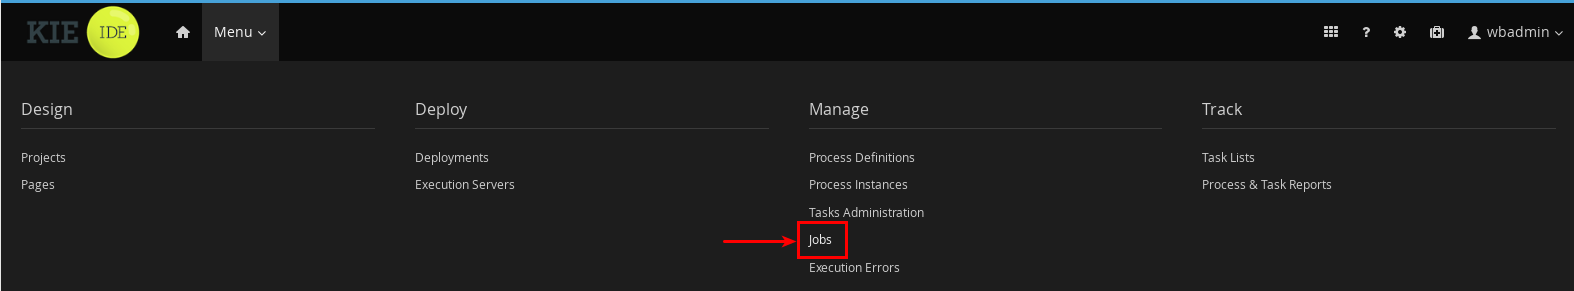 KIE IDE Menu ? wbadmin
Design Deploy Manage Track
Projects Deployments Process Definitions Task Lists
Pages Execution Servers Process Instances Process & Task Reports
Tasks Administration
Jobs
Execution Errors